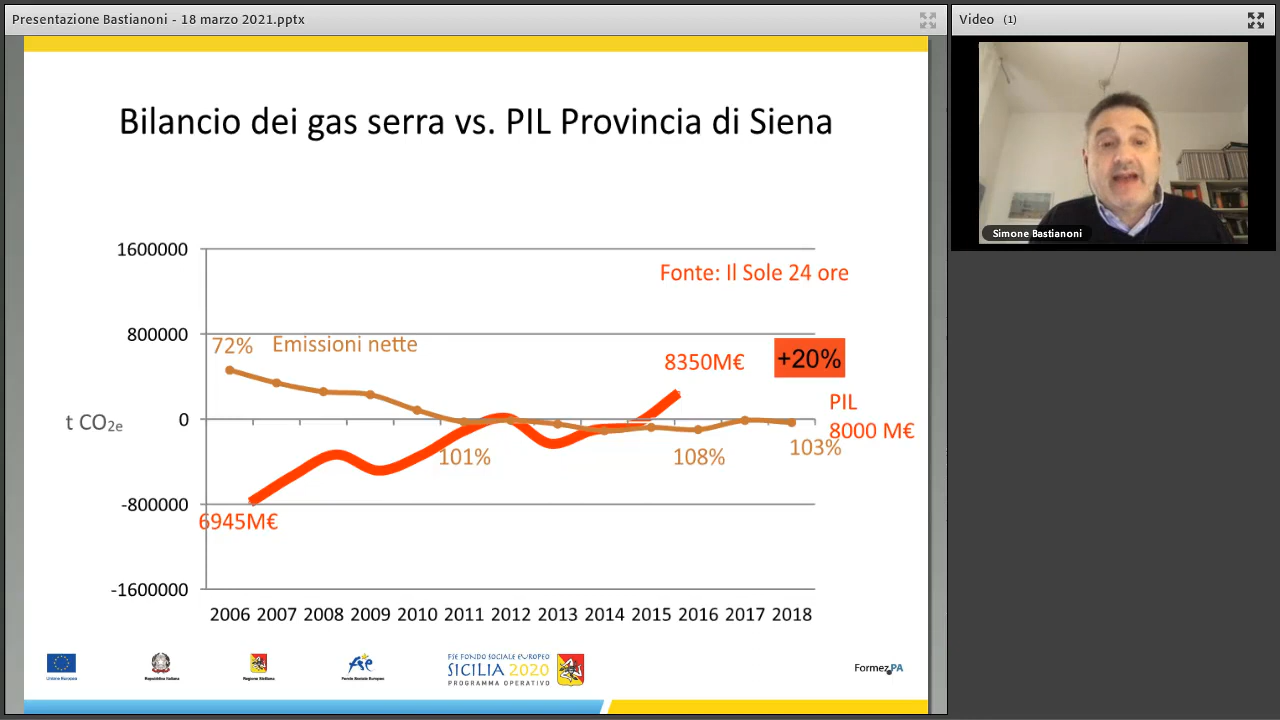 Presentazione Bastianoni - 18 marzo 2021.pptx
Video (1)
Simone Bastianoni
Bilancio dei gas serra vs. PIL Provincia di Siena
1600000
Fonte: Il Sole 24 ore
800000
72%
Emissioni nette
8350M€
+20%
PIL
8000 M€
t CO2e
0
101%
108%
103%
-800000
6945M€
-1600000
2006 2007 2008 2009 2010 2011 2012 2013 2014 2015 2016 2017 2018
Unione Europea
Repubblica Italiana
Regione Siciliana
fse
Fondo Sociale Europeo
FSE FONDO SOCIALE EUROPEO
SICILIA 2020
PROGRAMMA OPERATIVO
FormezPA